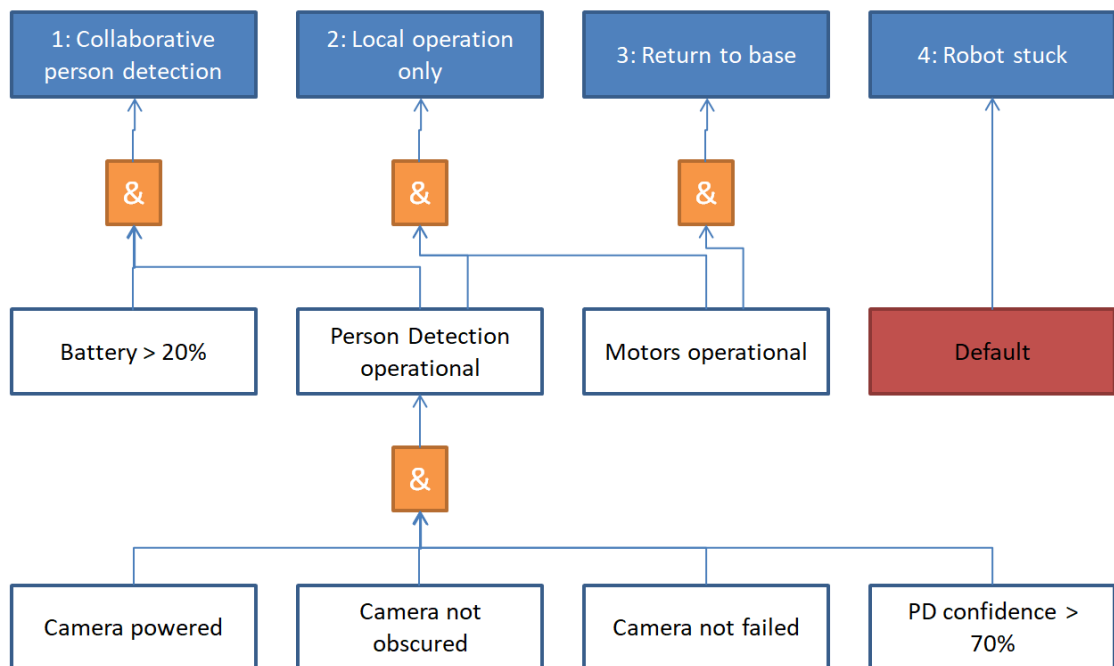 1: Collaborative
person detection
2: Local operation
only
3: Return to base
4: Robot stuck
&
&
&
Battery > 20%
Person Detection
operational
Motors operational
Default
&
Camera powered
Camera not
obscured
Camera not failed
PD confidence >
70%